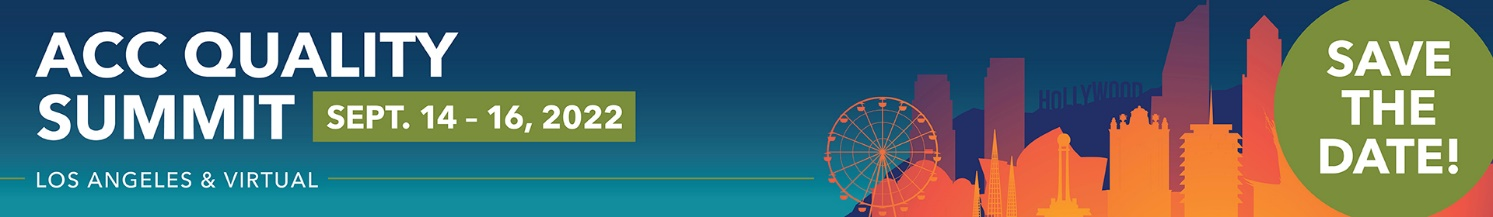 ACC QUALITY
SUMMIT SEPT. 14 – 16, 2022
LOS ANGELES & VIRTUAL
HOLLYWOOD
SAVE
THE
DATE!